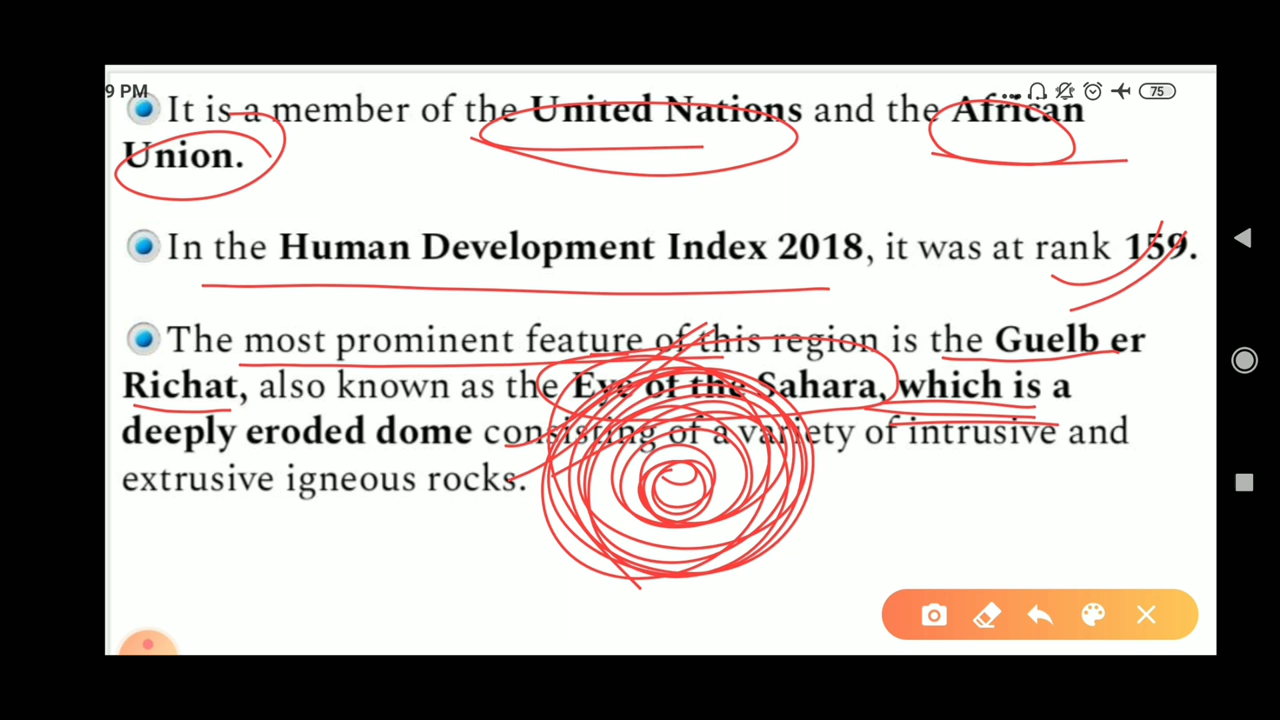 9 PM
75
It is a member of the United Nations and the African
Union.
In the Human Development Index 2018, it was at rank 159.
The most prominent feature of this region is the Guelb er
Richat, also known as the Eye of the Sahara, which is a
deeply eroded dome consisting of a variety of intrusive and
extrusive igneous rocks.